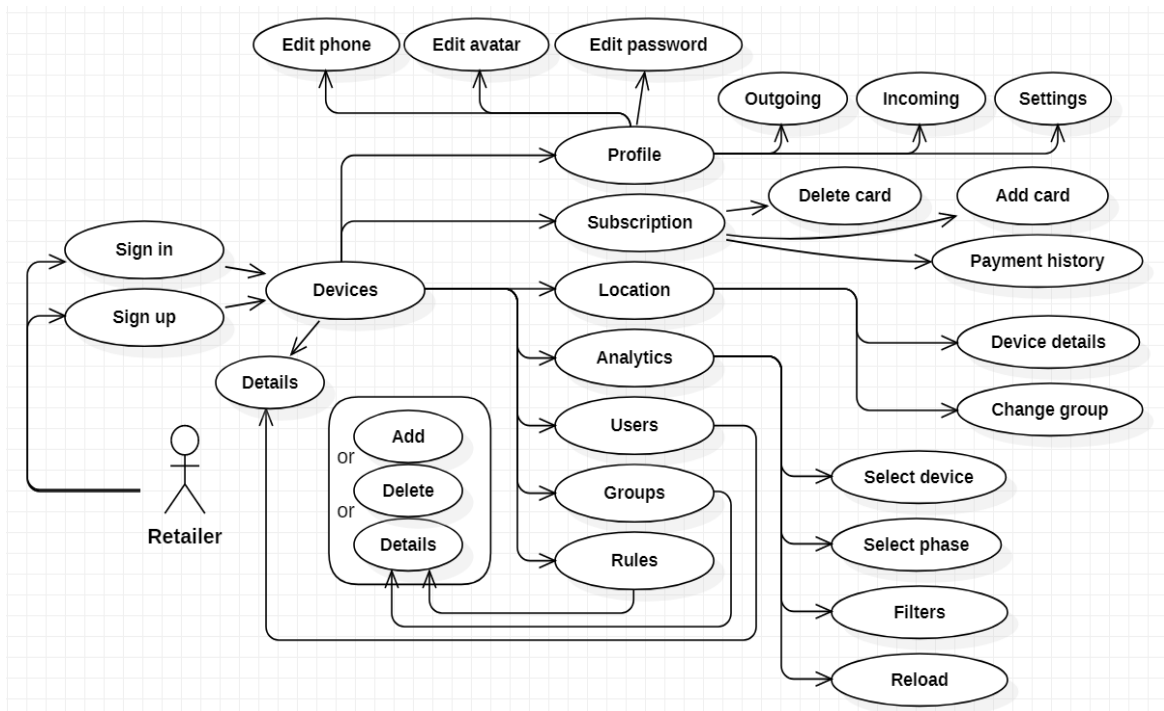 Edit phone
Edit avatar
Edit password
Outgoing
Incoming
Settings
Profile
Delete card
Add card
Subscription
Sign in
Payment history
Devices
Location
Sign up
Device details
Analytics
Details
Change group
Add
Users
or
Select device
Delete
Groups
or
Retailer
Details
Select phase
Rules
Filters
Reload